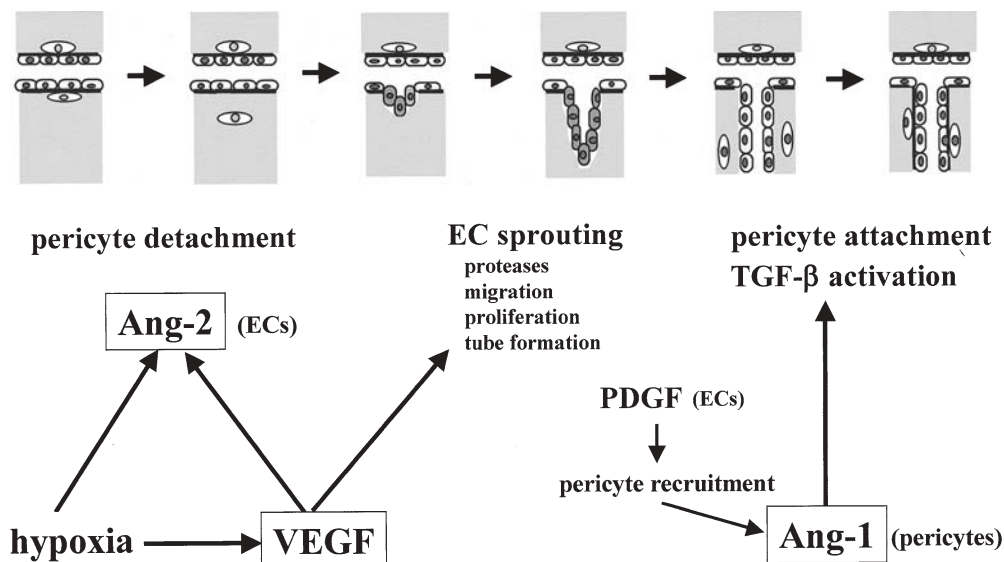 pericyte detachment
EC sprouting
proteases
migration
proliferation
tube formation
pericyte attachment
TGF-β activation
Ang-2 (ECs)
PDGF (ECs)
pericyte recruitment
hypoxia
VEGF
Ang-1 (pericytes)